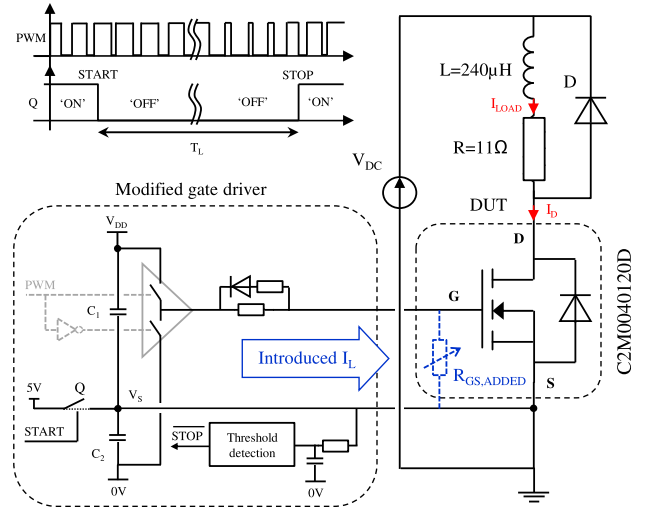 PWM
START
STOP
Q
'ON'
'OFF'
'OFF'
'ON'
T_L
L=240µH
D
I_LOAD
R=11Ω
V_DC
DUT
I_D
D
Modified gate driver
V_DD
PWM
C_1
G
C2M0040120D
Introduced I_L
R_GS,ADDED
5V
Q
V_S
S
START
STOP
Threshold
detection
C_2
0V
0V